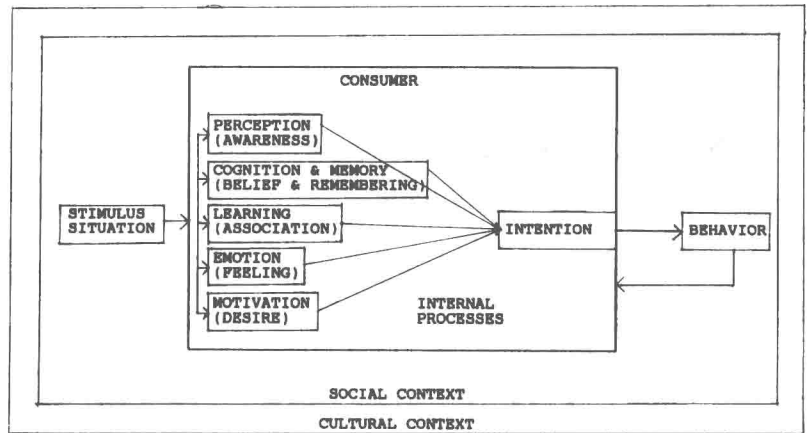 CONSUMER
PERCEPTION
(AWARENESS)
COGNITION & MEMORY
(BELIEF & REMEMBERING)
STIMULUS
SITUATION
LEARNING
(ASSOCIATION)
INTENTION
BEHAVIOR
EMOTION
(FEELING)
MOTIVATION
(DESIRE)
INTERNAL
PROCESSES
SOCIAL CONTEXT
CULTURAL CONTEXT